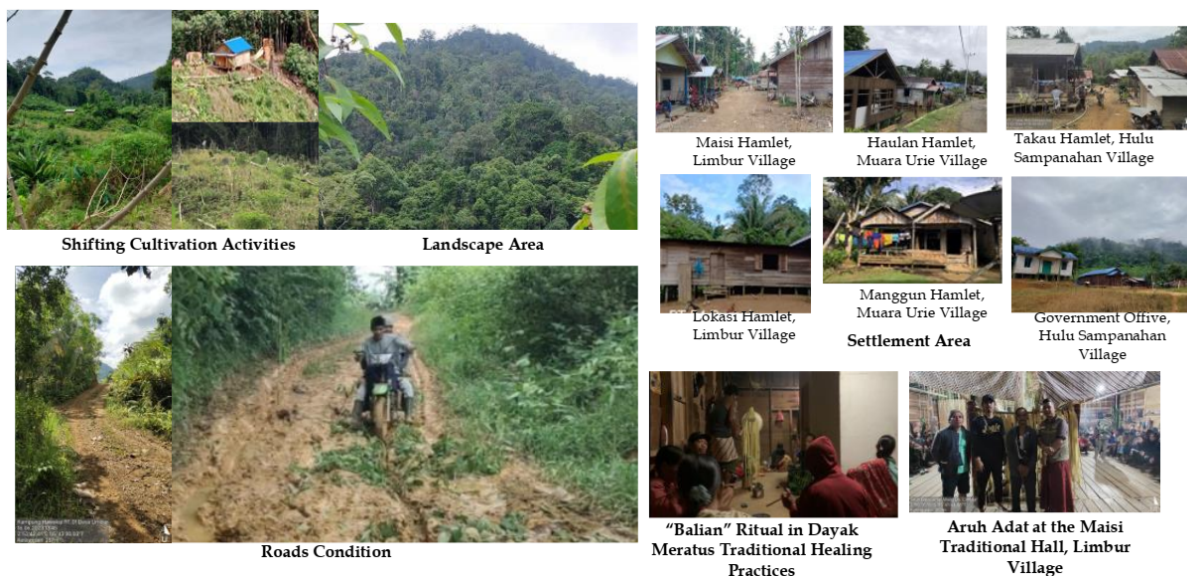 Shifting Cultivation Activities
Landscape Area
Roads Condition
Maisi Hamlet,
Limbur Village
Haulan Hamlet,
Muara Urie Village
Takau Hamlet, Hulu
Sampanahan Village
Lokasi Hamlet,
Limbur Village
Manggun Hamlet,
Muara Urie Village
Government Offive,
Hulu Sampanahan
Village
Settlement Area
“Balian” Ritual in Dayak
Meratus Traditional Healing
Practices
Aruh Adat at the Maisi
Traditional Hall, Limbur
Village